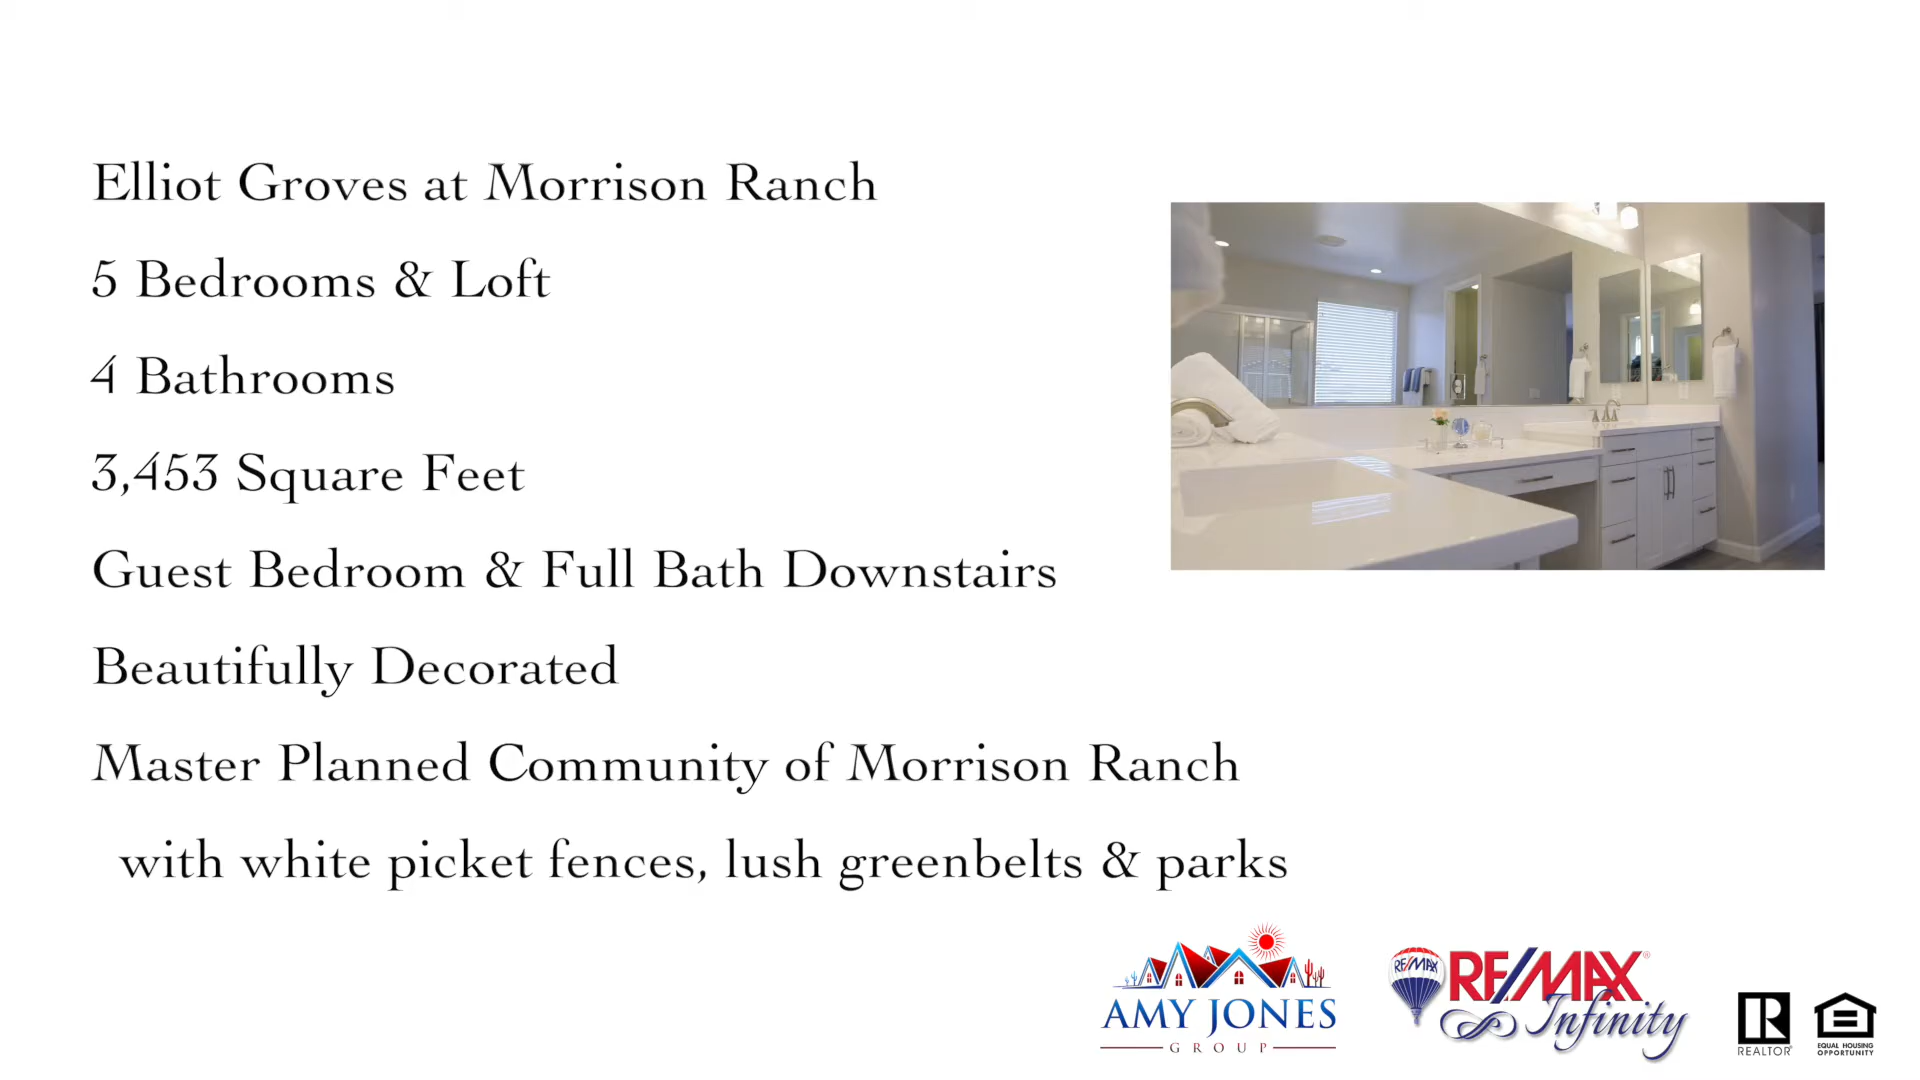 Elliot Groves at Morrison Ranch
5 Bedrooms & Loft
4 Bathrooms
3,453 Square Feet
Guest Bedroom & Full Bath Downstairs
Beautifully Decorated
Master Planned Community of Morrison Ranch
with white picket fences, lush greenbelts & parks
AMY JONES
GROUP
RE/MAX
RE/MAX®
Infinity
REALTOR®
EQUAL HOUSING
OPPORTUNITY